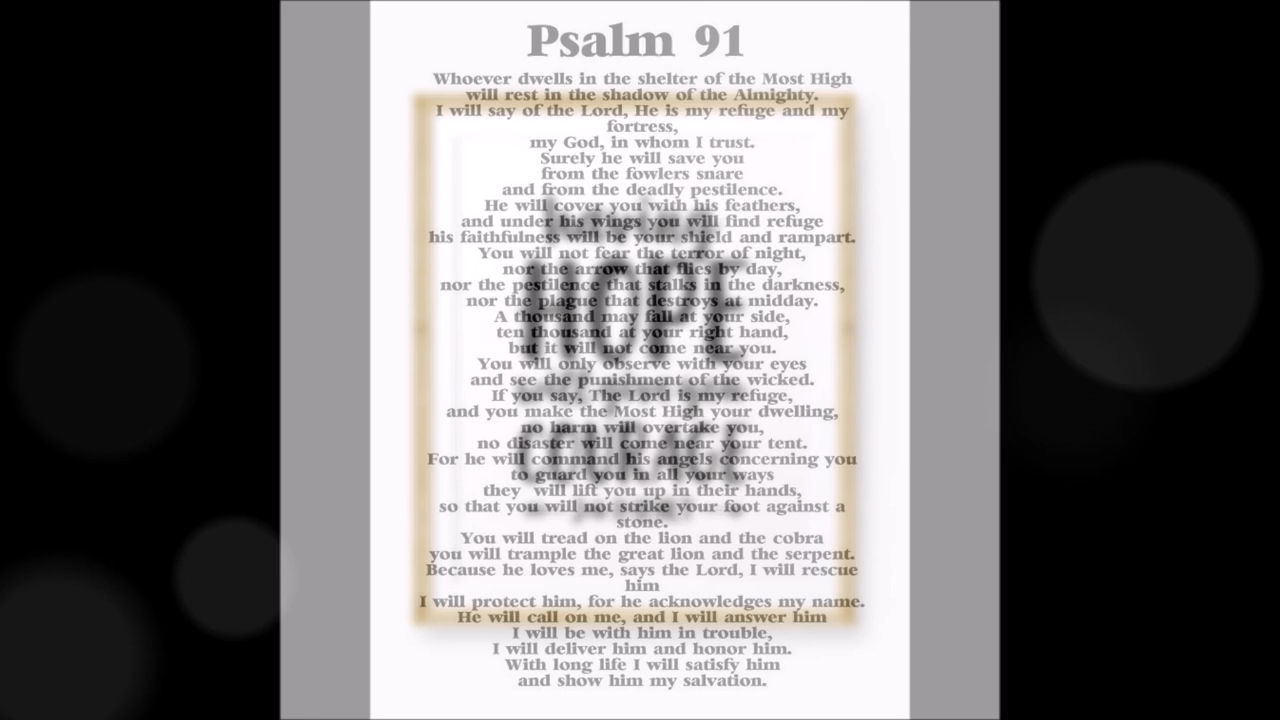 Psalm 91
Whoever dwells in the shelter of the Most High
will rest in the shadow of the Almighty.
I will say of the Lord, He is my refuge and my
fortress,
my God, in whom I trust.
Surely he will save you
from the fowlers snare
and from the deadly pestilence.
He will cover you with his feathers,
and under his wings you will find refuge
his faithfulness will be your shield and rampart.
You will not fear the terror of night,
nor the arrow that flies by day,
nor the pestilence that stalks in the darkness,
nor the plague that destroys at midday.
A thousand may fall at your side,
ten thousand at your right hand,
but it will not come near you.
You will only observe with your eyes
and see the punishment of the wicked.
If you say, The Lord is my refuge,
and you make the Most High your dwelling,
no harm will overtake you,
no disaster will come near your tent.
For he will command his angels concerning you
to guard you in all your ways
they will lift you up in their hands,
so that you will not strike your foot against a
stone.
You will tread on the lion and the cobra
you will trample the great lion and the serpent.
Because he loves me, says the Lord, I will rescue
him
I will protect him, for he acknowledges my name.
He will call on me, and I will answer him
I will be with him in trouble,
I will deliver him and honor him.
With long life I will satisfy him
and show him my salvation.
HOPE